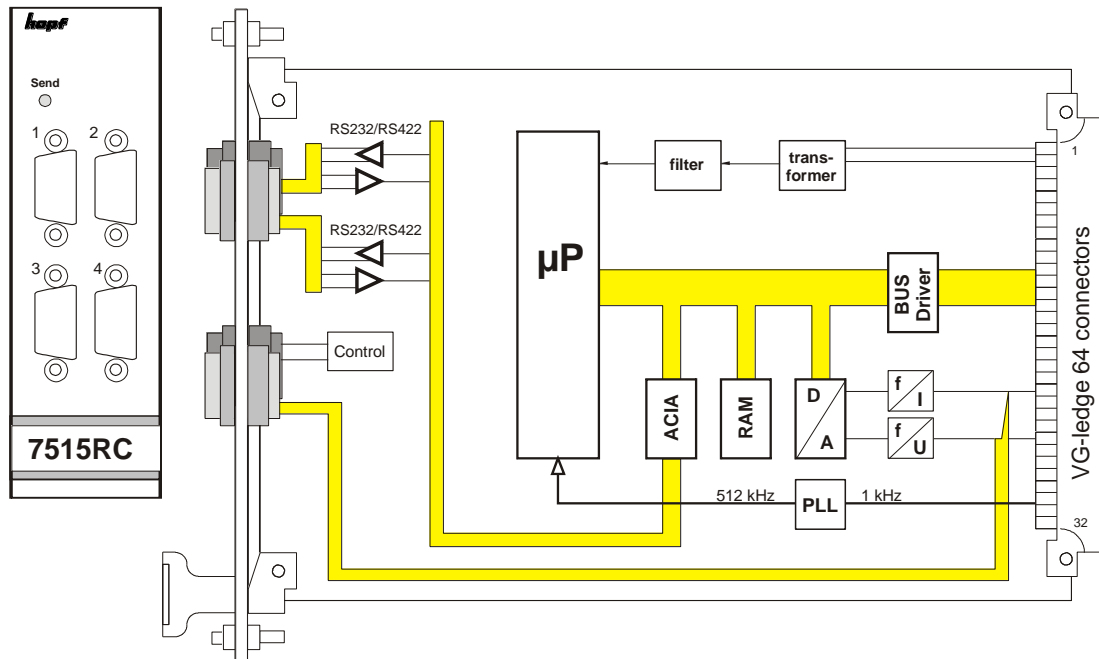 hopf
Send
1
2
3
4
7515RC
RS232/RS422
RS232/RS422
Control
µP
filter
trans-
former
BUS
Driver
ACIA
RAM
D
A
f
I
f
U
512 kHz
PLL
1 kHz
1
32
VG-ledge 64 connectors